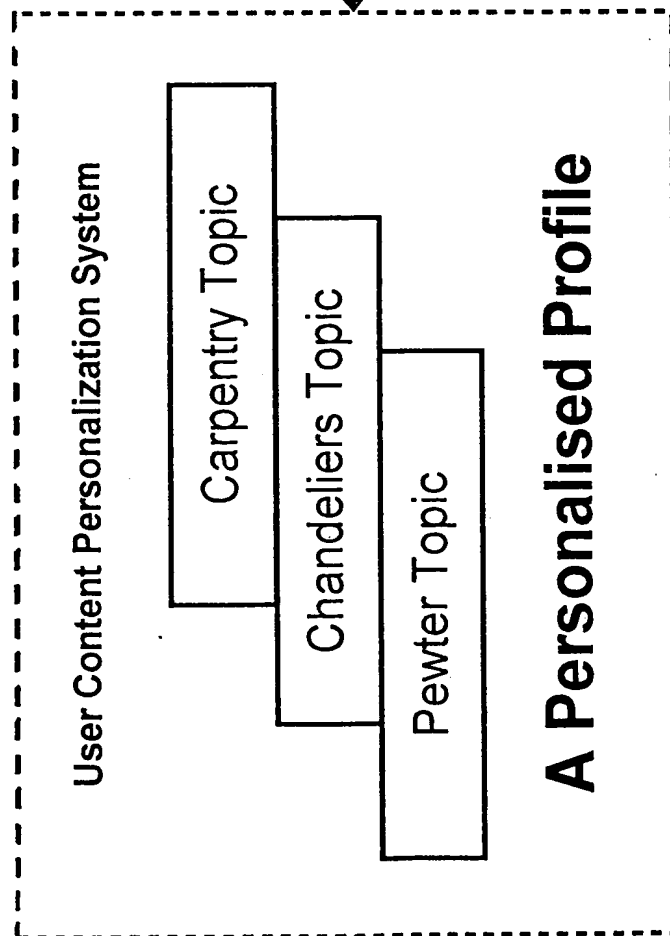 User Content Personalization System
Carpentry Topic
Chandeliers Topic
Pewter Topic
A Personalised Profile